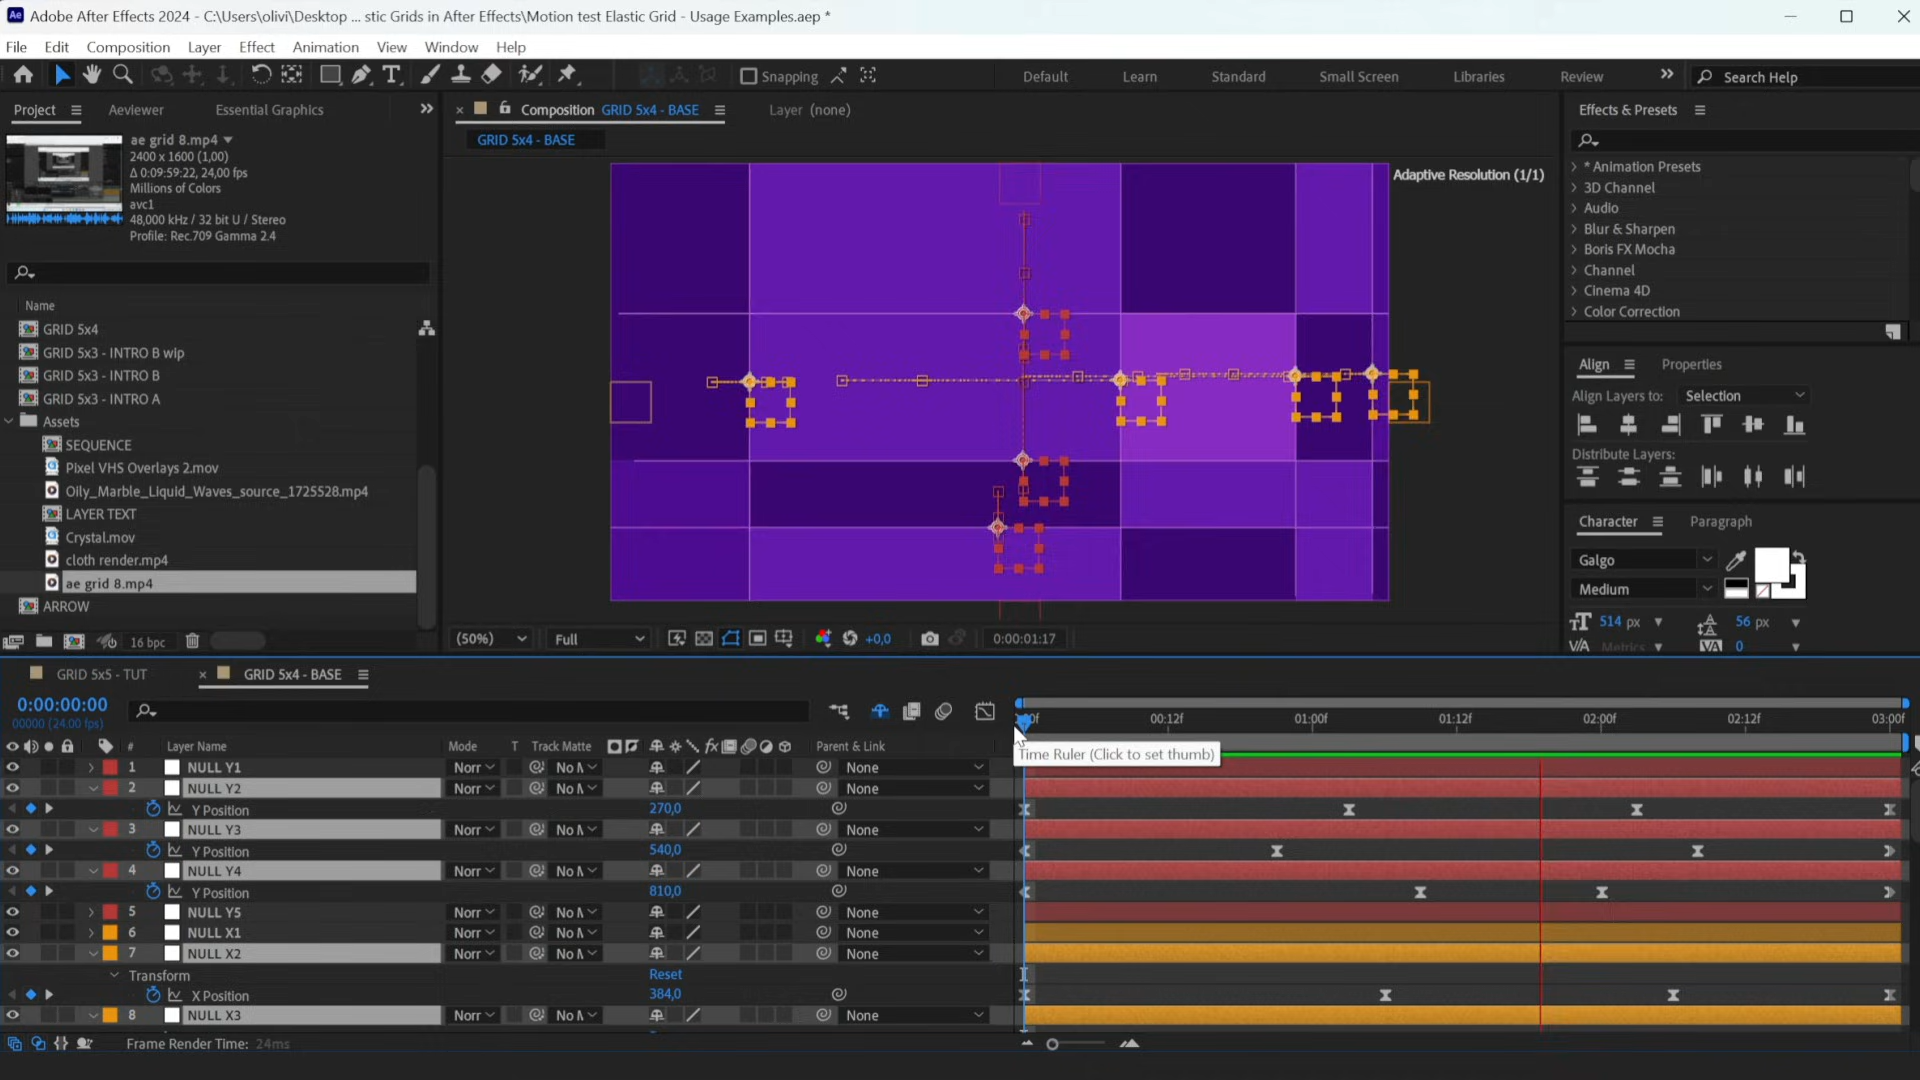 Adobe After Effects 2024 - C:\Users\olivi\Desktop ... stic Grids in After Effects\Motion test Elastic Grid - Usage Examples.aep *
File Edit Composition Layer Effect Animation View Window Help
Snapping Default Learn Standard Small Screen Libraries Review Search Help
Project Aeviewer Essential Graphics
Composition GRID 5x4 - BASE Layer (none)
GRID 5x4 - BASE
ae grid 8.mp4
2400 x 1600 (1,00)
Δ 0:09:59:22, 24,00 fps
Millions of Colors
avc1
48,000 kHz / 32 bit U / Stereo
Profile: Rec.709 Gamma 2.4
Name
GRID 5x4
GRID 5x3 - INTRO B wip
GRID 5x3 - INTRO B
GRID 5x3 - INTRO A
Assets
SEQUENCE
Pixel VHS Overlays 2.mov
Oily_Marble_Liquid_Waves_source_1725528.mp4
LAYER TEXT
Crystal.mov
cloth render.mp4
ae grid 8.mp4
ARROW
16 bpc
Adaptive Resolution (1/1)
(50%) Full +0,0 0:00:01:17
Effects & Presets
* Animation Presets
3D Channel
Audio
Blur & Sharpen
Boris FX Mocha
Channel
Cinema 4D
Color Correction
Align Properties
Align Layers to: Selection
Distribute Layers:
Character Paragraph
Galgo
Medium
514 px 56 px
Metrics 0
GRID 5x5 - TUT GRID 5x4 - BASE
0:00:00:00
00000 (24.00 fps)
:00f 00:12f 01:00f 01:12f 02:00f 02:12f 03:00f
# Layer Name Mode T Track Matte fx Parent & Link
Time Ruler (Click to set thumb)
1 NULL Y1 Norr No M None
2 NULL Y2 Norr No M None
Y Position 270,0
3 NULL Y3 Norr No M None
Y Position 540,0
4 NULL Y4 Norr No M None
Y Position 810,0
5 NULL Y5 Norr No M None
6 NULL X1 Norr No M None
7 NULL X2 Norr No M None
Transform Reset
X Position 384,0
8 NULL X3 Norr No M None
Frame Render Time: 24ms